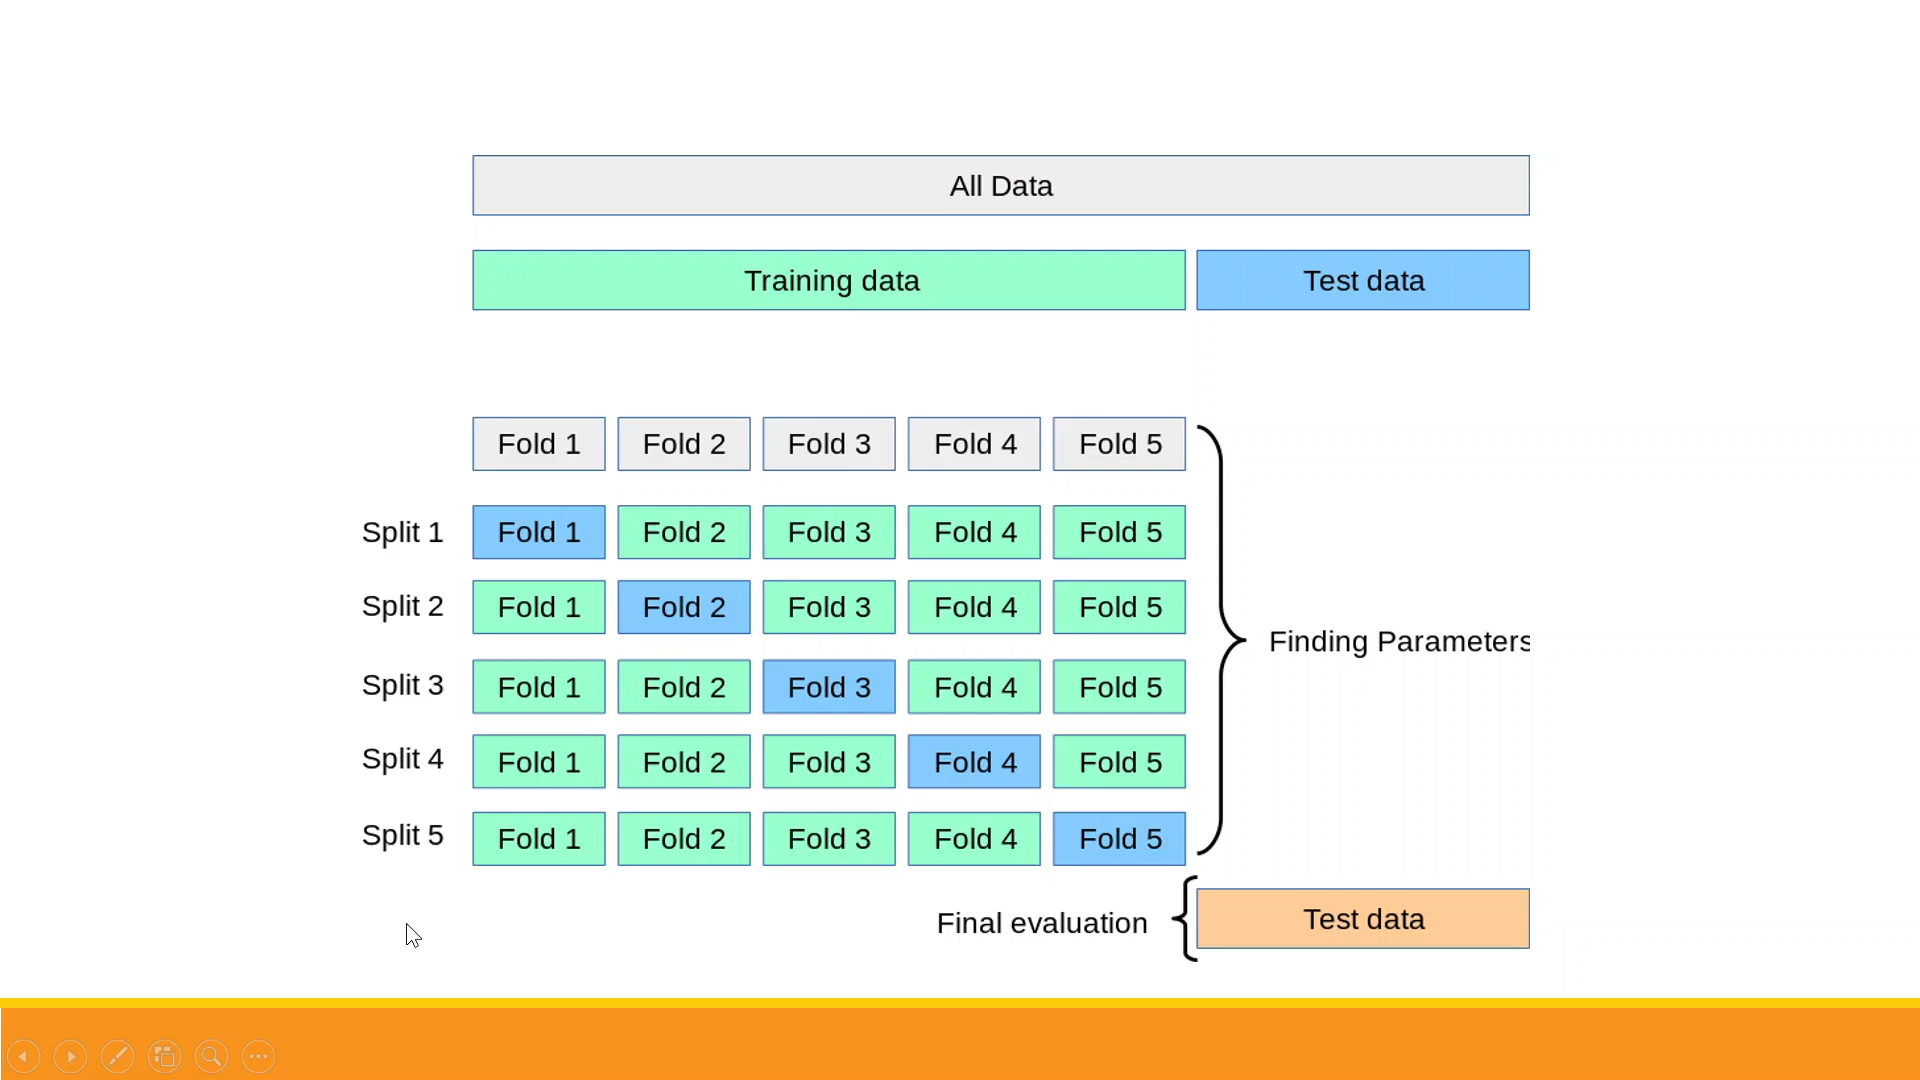 All Data
Training data Test data
Fold 1 Fold 2 Fold 3 Fold 4 Fold 5
Split 1 Fold 1 Fold 2 Fold 3 Fold 4 Fold 5
Split 2 Fold 1 Fold 2 Fold 3 Fold 4 Fold 5
Finding Parameters
Split 3 Fold 1 Fold 2 Fold 3 Fold 4 Fold 5
Split 4 Fold 1 Fold 2 Fold 3 Fold 4 Fold 5
Split 5 Fold 1 Fold 2 Fold 3 Fold 4 Fold 5
Final evaluation Test data